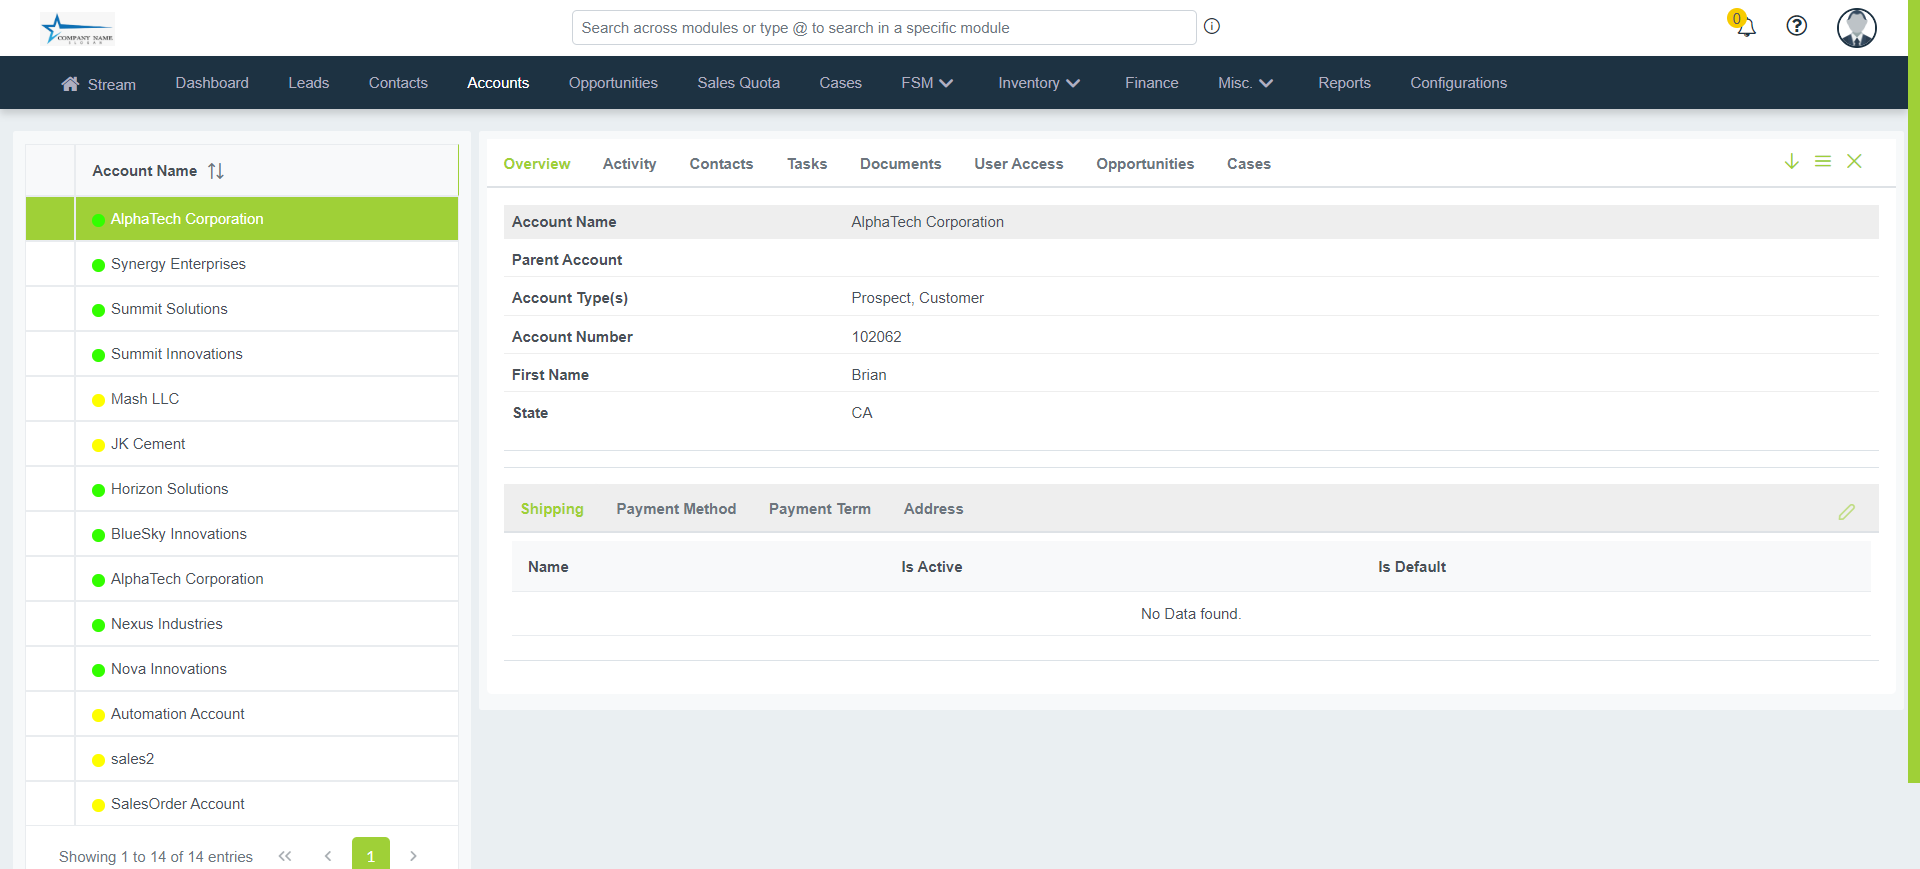 COMPANY NAME
Search across modules or type @ to search in a specific module
0
Stream Dashboard Leads Contacts Accounts Opportunities Sales Quota Cases FSM Inventory Finance Misc. Reports Configurations
Account Name
AlphaTech Corporation
Synergy Enterprises
Summit Solutions
Summit Innovations
Mash LLC
JK Cement
Horizon Solutions
BlueSky Innovations
AlphaTech Corporation
Nexus Industries
Nova Innovations
Automation Account
sales2
SalesOrder Account
Showing 1 to 14 of 14 entries 1
Overview Activity Contacts Tasks Documents User Access Opportunities Cases
Account Name AlphaTech Corporation
Parent Account
Account Type(s) Prospect, Customer
Account Number 102062
First Name Brian
State CA
Shipping Payment Method Payment Term Address
Name Is Active Is Default
No Data found.